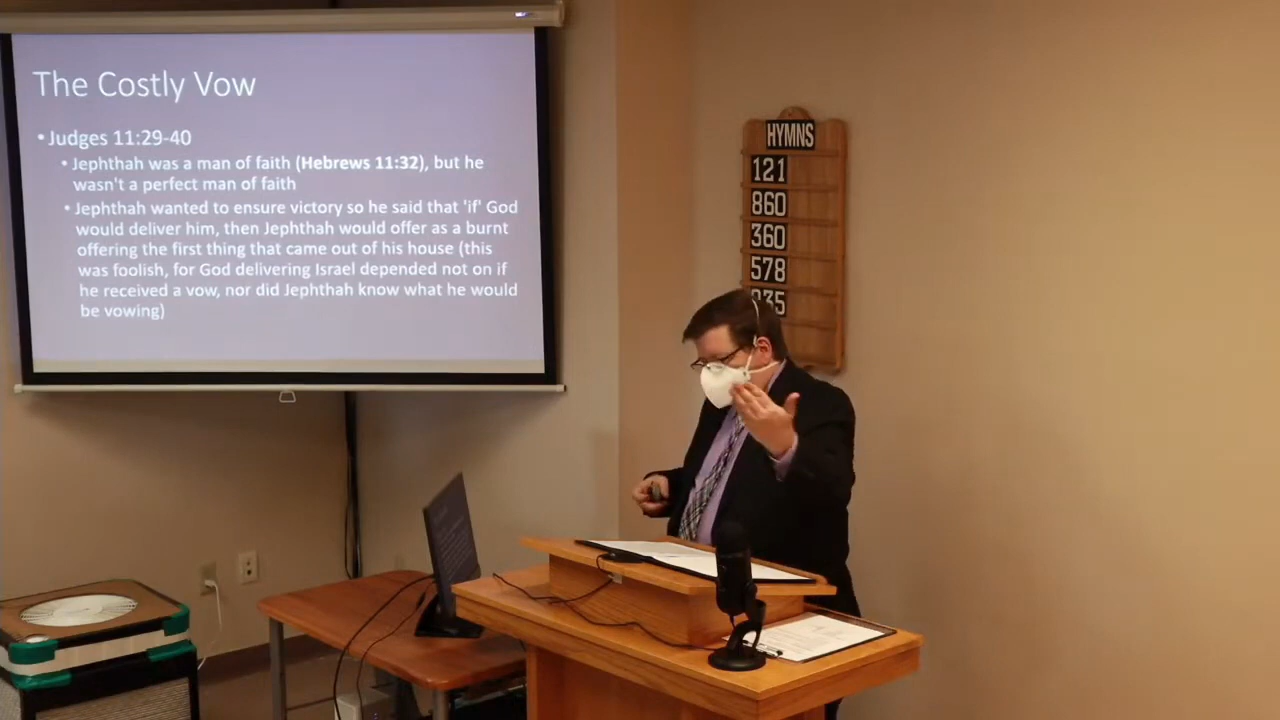 The Costly Vow
• Judges 11:29-40
• Jephthah was a man of faith (Hebrews 11:32), but he
wasn't a perfect man of faith
• Jephthah wanted to ensure victory so he said that 'if' God
would deliver him, then Jephthah would offer as a burnt
offering the first thing that came out of his house (this
was foolish, for God delivering Israel depended not on if
he received a vow, nor did Jephthah know what he would
be vowing)
HYMNS
121
860
360
578